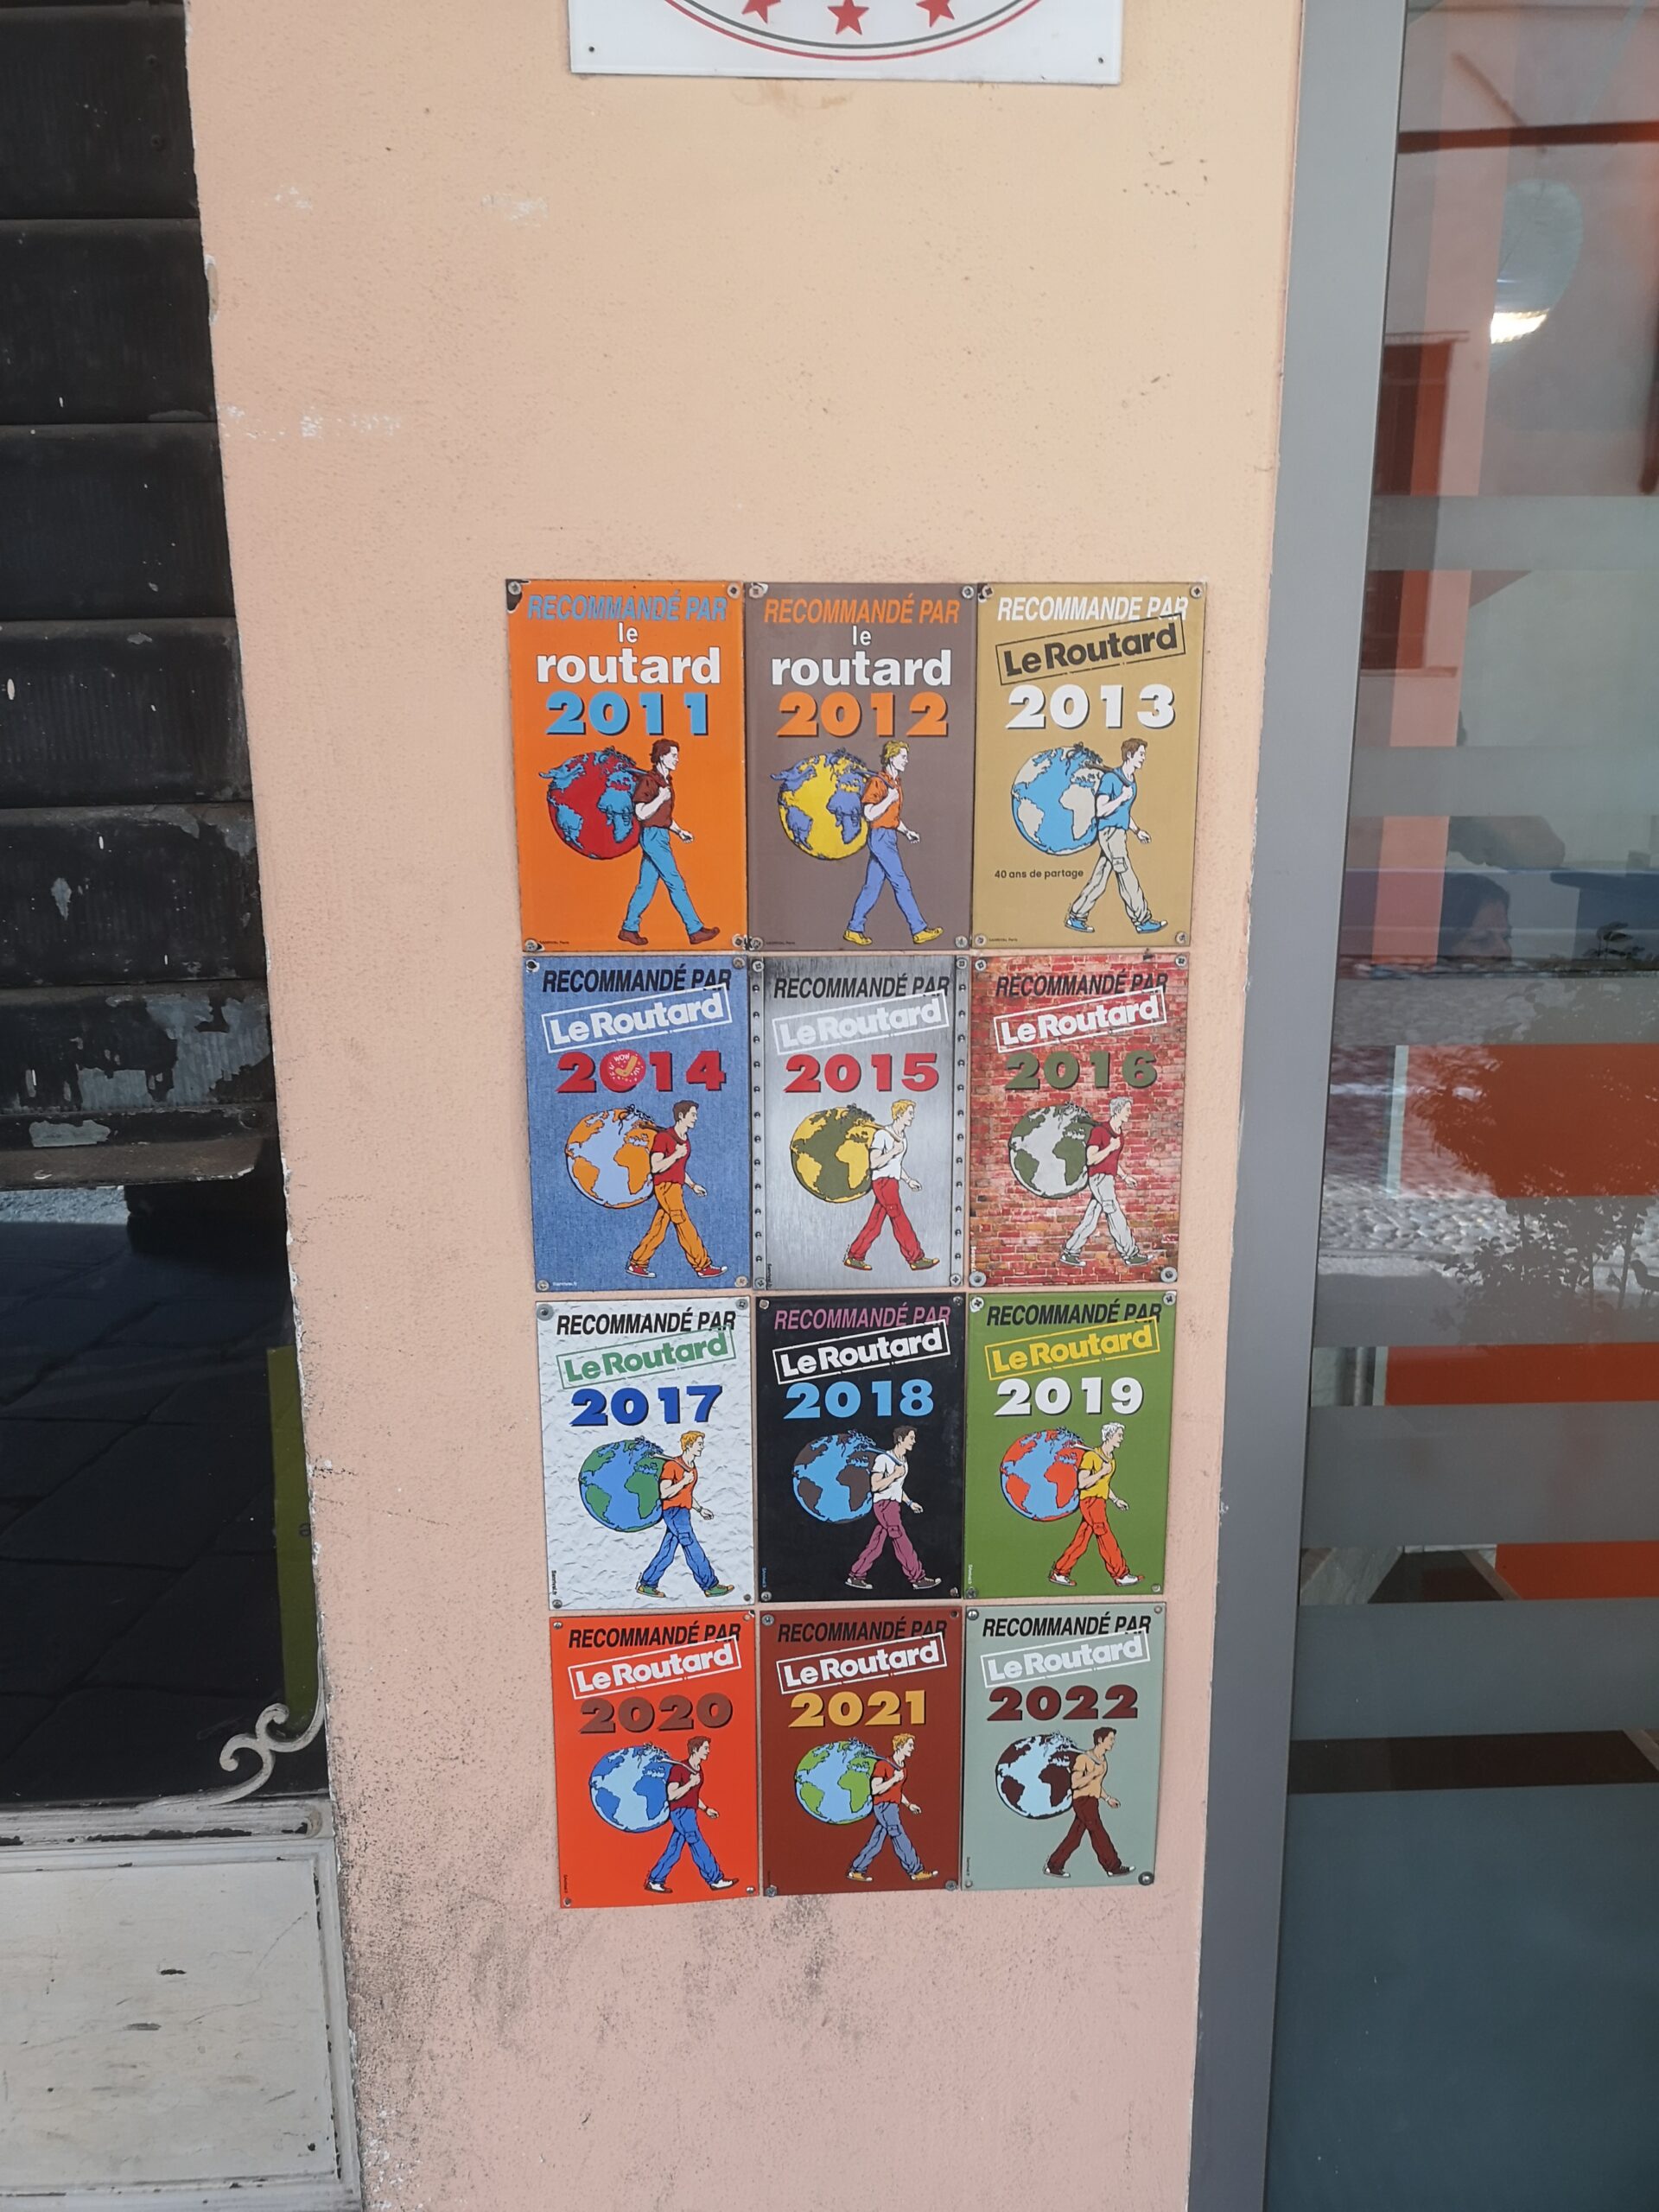 RECOMMANDÉ PAR
le
routard
2011
RECOMMANDÉ PAR
le
routard
2012
RECOMMANDE PAR
Le Routard
2013
40 ans de partage
RECOMMANDÉ PAR
Le Routard
2014
RECOMMANDÉ PAR
Le Routard
2015
RECOMMANDÉ PAR
Le Routard
2016
RECOMMANDÉ PAR
Le Routard
2017
RECOMMANDÉ PAR
Le Routard
2018
RECOMMANDÉ PAR
Le Routard
2019
RECOMMANDÉ PAR
Le Routard
2020
RECOMMANDÉ PAR
Le Routard
2021
RECOMMANDÉ PAR
Le Routard
2022